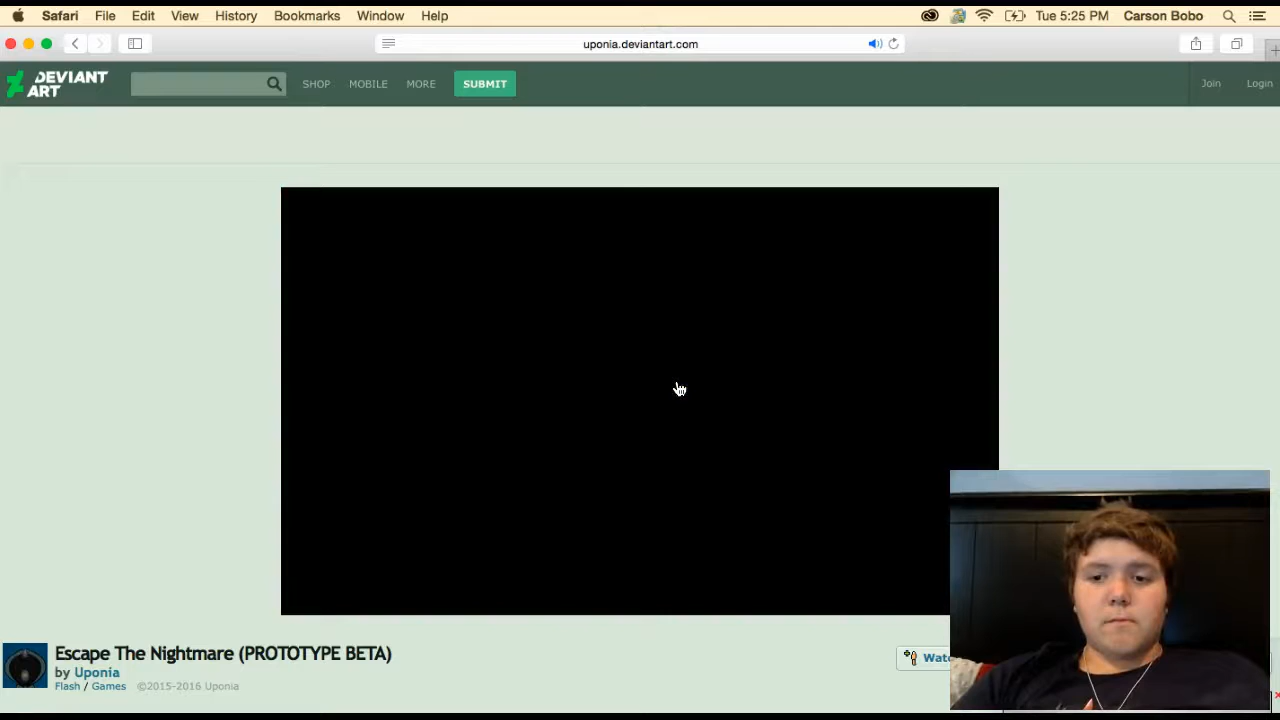 Safari File Edit View History Bookmarks Window Help Tue 5:25 PM Carson Bobo
uponia.deviantart.com
DEVIANT
ART
SHOP MOBILE MORE SUBMIT Join Login
Escape The Nightmare (PROTOTYPE BETA)
by Uponia
Flash / Games ©2015-2016 Uponia